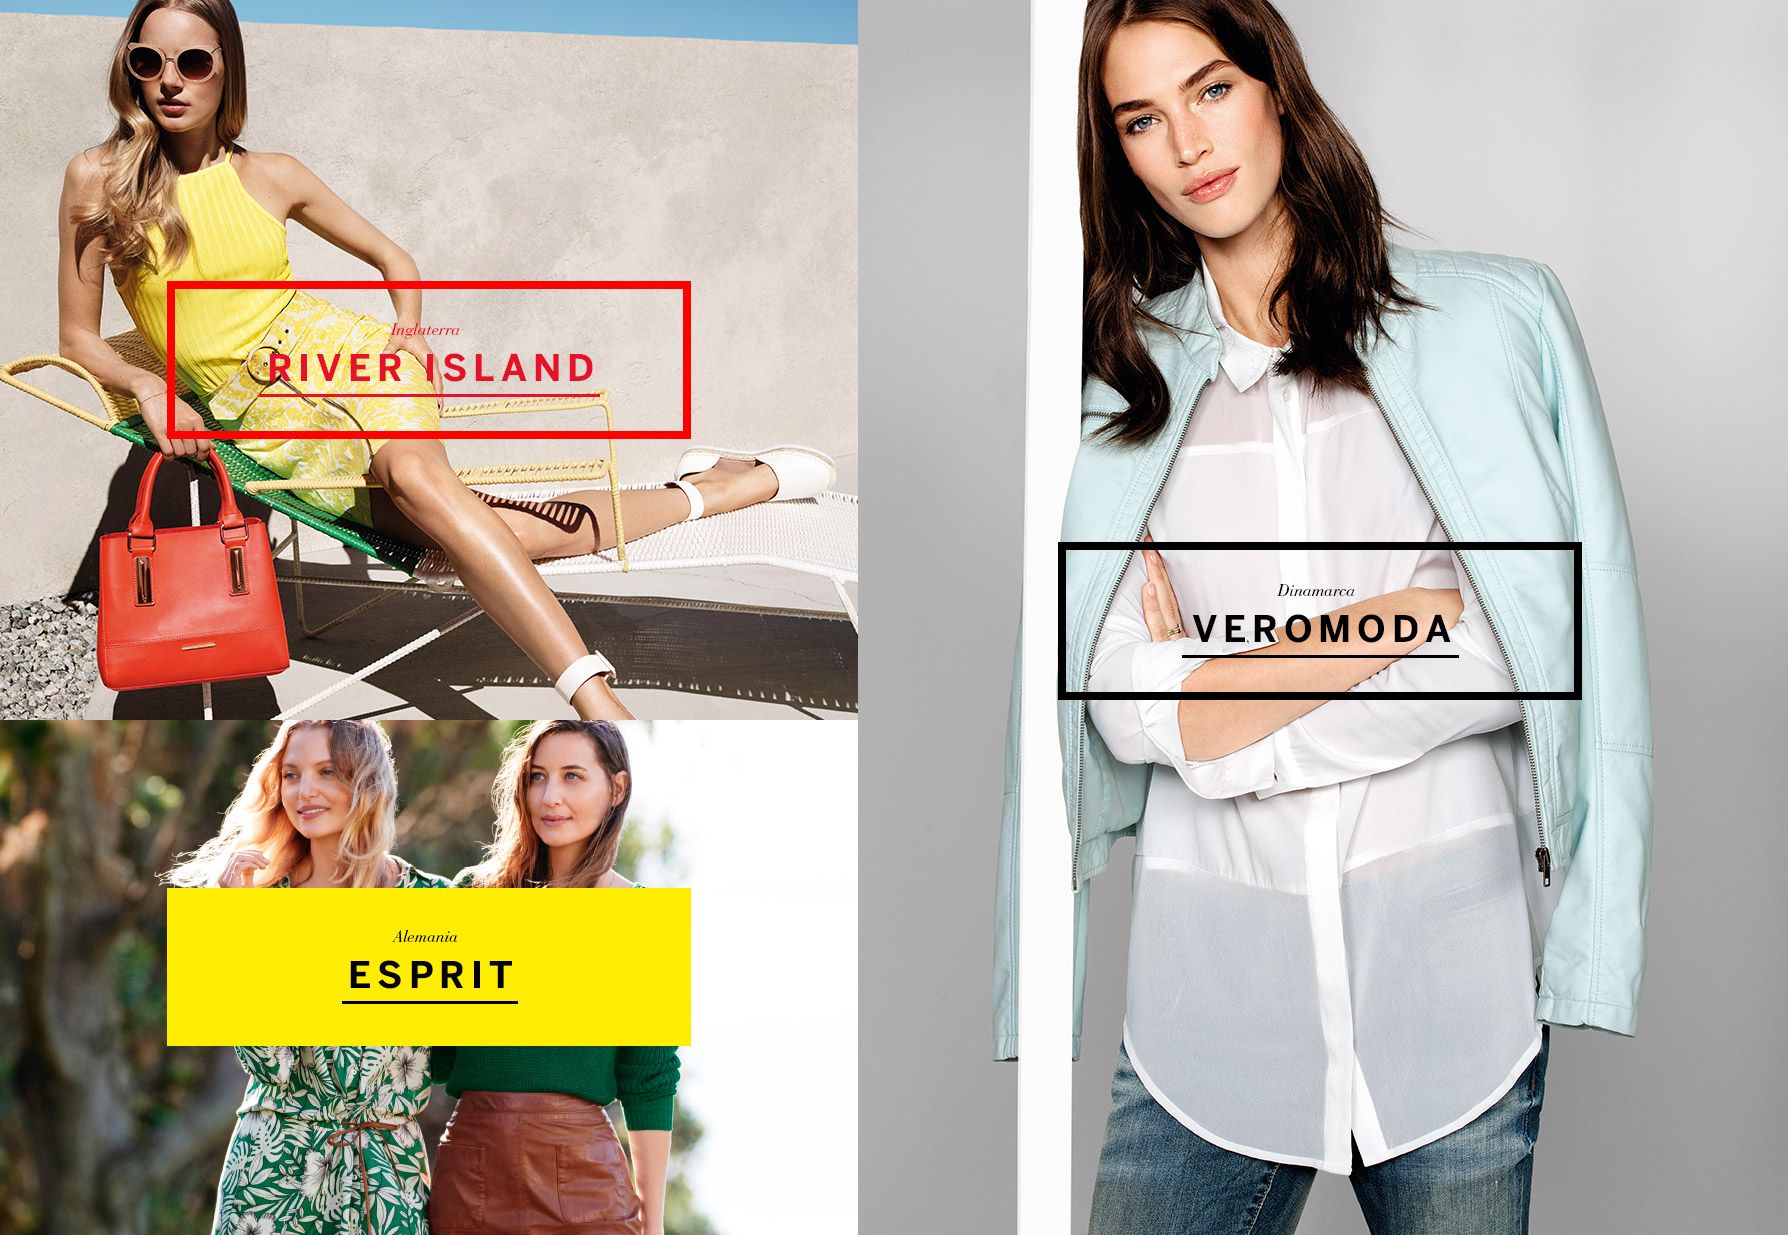 Inglaterra
RIVER ISLAND
Dinamarca
VEROMODA
Alemania
ESPRIT